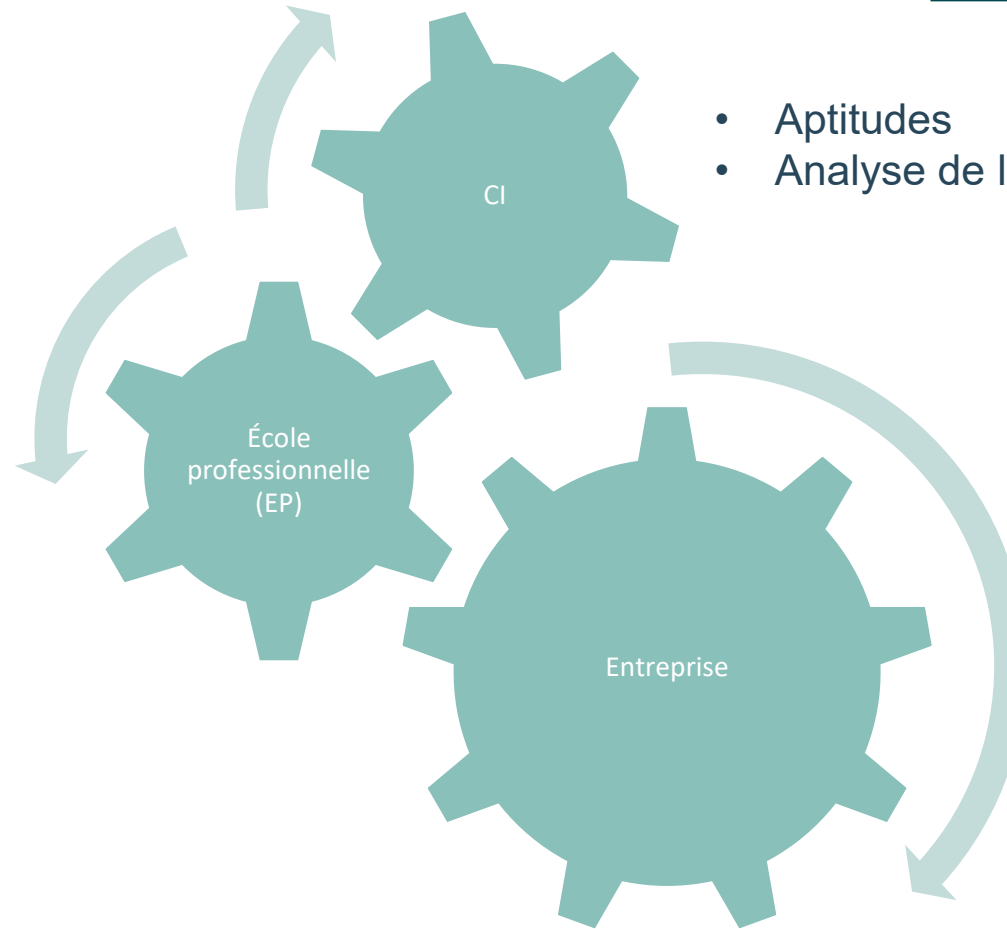 • Aptitudes
• Analyse de l
CI
École
professionnelle
(EP)
Entreprise